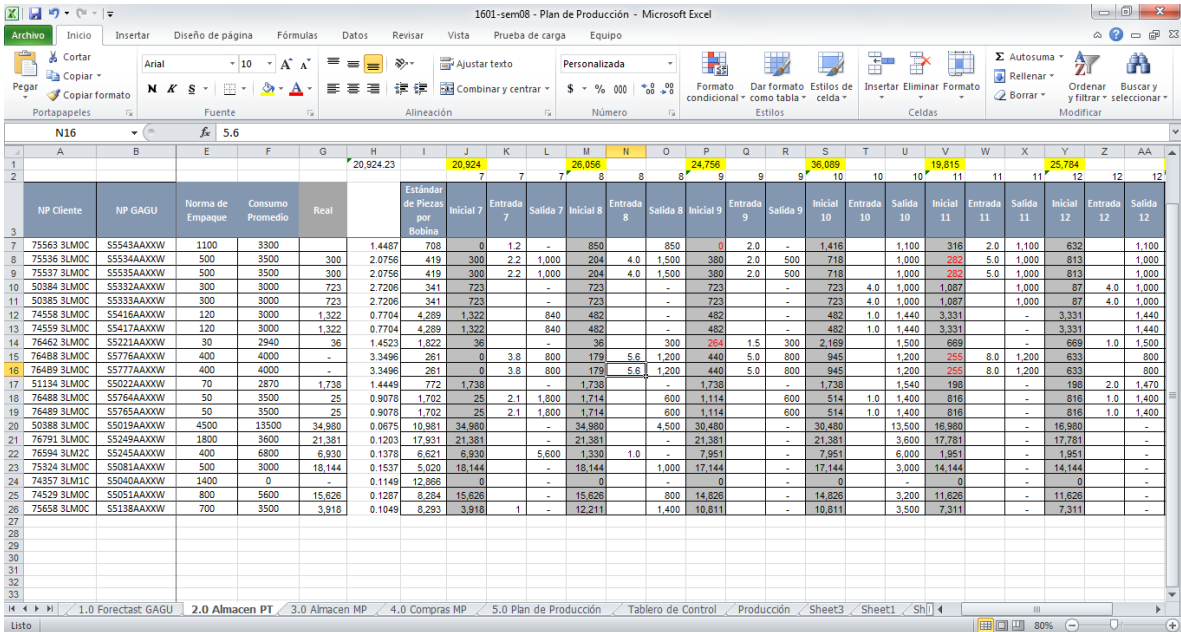 1601-sem08 - Plan de Producción - Microsoft Excel
Archivo Inicio Insertar Diseño de página Fórmulas Datos Revisar Vista Prueba de carga Equipo
Pegar Cortar Copiar Copiar formato
Arial 10
N K S
Ajustar texto
Combinar y centrar
Personalizada
$ % 000
Formato condicional Dar formato como tabla Estilos de celda
Insertar Eliminar Formato
Σ Autosuma Rellenar Borrar
Ordenar y filtrar Buscar y seleccionar
Portapapeles Fuente Alineación Número Estilos Celdas Modificar
N16 fx 5.6
A B E F G H I J K L M N O P Q R S T U V W X Y Z AA
1 20,924.23 20,924 26,056 24,756 36,089 19,815 25,784
2 7 7 7 8 8 8 9 9 9 10 10 10 11 11 11 12 12 12
3 NP Cliente NP GAGU Norma de Empaque Consumo Promedio Real Estándar de Piezas por Bobina Inicial 7 Entrada 7 Salida 7 Inicial 8 Entrada 8 Salida 8 Inicial 9 Entrada 9 Salida 9 Inicial 10 Entrada 10 Salida 10 Inicial 11 Entrada 11 Salida 11 Inicial 12 Entrada 12 Salida 12
7 75563 3LM0C S5543AAXXW 1100 3300 1.4487 708 0 1.2 - 850 850 0 2.0 - 1,416 1,100 316 2.0 1,100 632 1,100
8 75536 3LM0C S5534AAXXW 500 3500 300 2.0756 419 300 2.2 1,000 204 4.0 1,500 380 2.0 500 718 1,000 282 5.0 1,000 813 1,000
9 75537 3LM0C S5535AAXXW 500 3500 300 2.0756 419 300 2.2 1,000 204 4.0 1,500 380 2.0 500 718 1,000 282 5.0 1,000 813 1,000
10 50384 3LM0C S5332AAXXW 300 3000 723 2.7206 341 723 - 723 - 723 - 723 4.0 1,000 1,087 1,000 87 4.0 1,000
11 50385 3LM0C S5333AAXXW 300 3000 723 2.7206 341 723 - 723 - 723 - 723 4.0 1,000 1,087 1,000 87 4.0 1,000
12 74558 3LM0C S5416AAXXW 120 3000 1,322 0.7704 4,289 1,322 840 482 - 482 - 482 1.0 1,440 3,331 - 3,331 1,440
13 74559 3LM0C S5417AAXXW 120 3000 1,322 0.7704 4,289 1,322 840 482 - 482 - 482 1.0 1,440 3,331 - 3,331 1,440
14 76462 3LM0C S5221AAXXW 30 2940 36 1.4523 1,822 36 - 36 300 264 1.5 300 2,169 1,500 669 - 669 1.0 1,500
15 764B8 3LM0C S5776AAXXW 400 4000 - 3.3496 261 0 3.8 800 179 5.6 1,200 440 5.0 800 945 1,200 255 8.0 1,200 633 800
16 764B9 3LM0C S5777AAXXW 400 4000 - 3.3496 261 0 3.8 800 179 5.6 1,200 440 5.0 800 945 1,200 255 8.0 1,200 633 800
17 51134 3LM0C S5022AAXXW 70 2870 1,738 1.4449 772 1,738 - 1,738 - 1,738 - 1,738 1,540 198 - 198 2.0 1,470
18 76488 3LM0C S5764AAXXW 50 3500 25 0.9078 1,702 25 2.1 1,800 1,714 600 1,114 600 514 1.0 1,400 816 - 816 1.0 1,400
19 76489 3LM0C S5765AAXXW 50 3500 25 0.9078 1,702 25 2.1 1,800 1,714 600 1,114 600 514 1.0 1,400 816 - 816 1.0 1,400
20 50388 3LM0C S5019AAXXW 4500 13500 34,980 0.0675 10,981 34,980 - 34,980 4,500 30,480 - 30,480 13,500 16,980 - 16,980 -
21 76791 3LM0C S5249AAXXW 1800 3600 21,381 0.1203 17,931 21,381 - 21,381 - 21,381 - 21,381 3,600 17,781 - 17,781 -
22 76594 3LM2C S5245AAXXW 400 6800 6,930 0.1378 6,621 6,930 5,600 1,330 1.0 - 7,951 - 7,951 6,000 1,951 - 1,951 -
23 75324 3LM0C S5081AAXXW 500 3000 18,144 0.1537 5,020 18,144 - 18,144 1,000 17,144 - 17,144 3,000 14,144 - 14,144 -
24 74357 3LM1C S5040AAXXW 1400 0 - 0.1149 12,866 0 - 0 - 0 - 0 - 0 - 0 -
25 74529 3LM0C S5051AAXXW 800 5600 15,626 0.1287 8,284 15,626 - 15,626 800 14,826 - 14,826 3,200 11,626 - 11,626 -
26 75658 3LM0C S5138AAXXW 700 3500 3,918 0.1049 8,293 3,918 1 - 12,211 1,400 10,811 - 10,811 3,500 7,311 - 7,311 -
27
28
29
30
31
32
33
1.0 Forectast GAGU 2.0 Almacen PT 3.0 Almacen MP 4.0 Compras MP 5.0 Plan de Producción Tablero de Control Producción Sheet3 Sheet1 Sh
Listo 80%